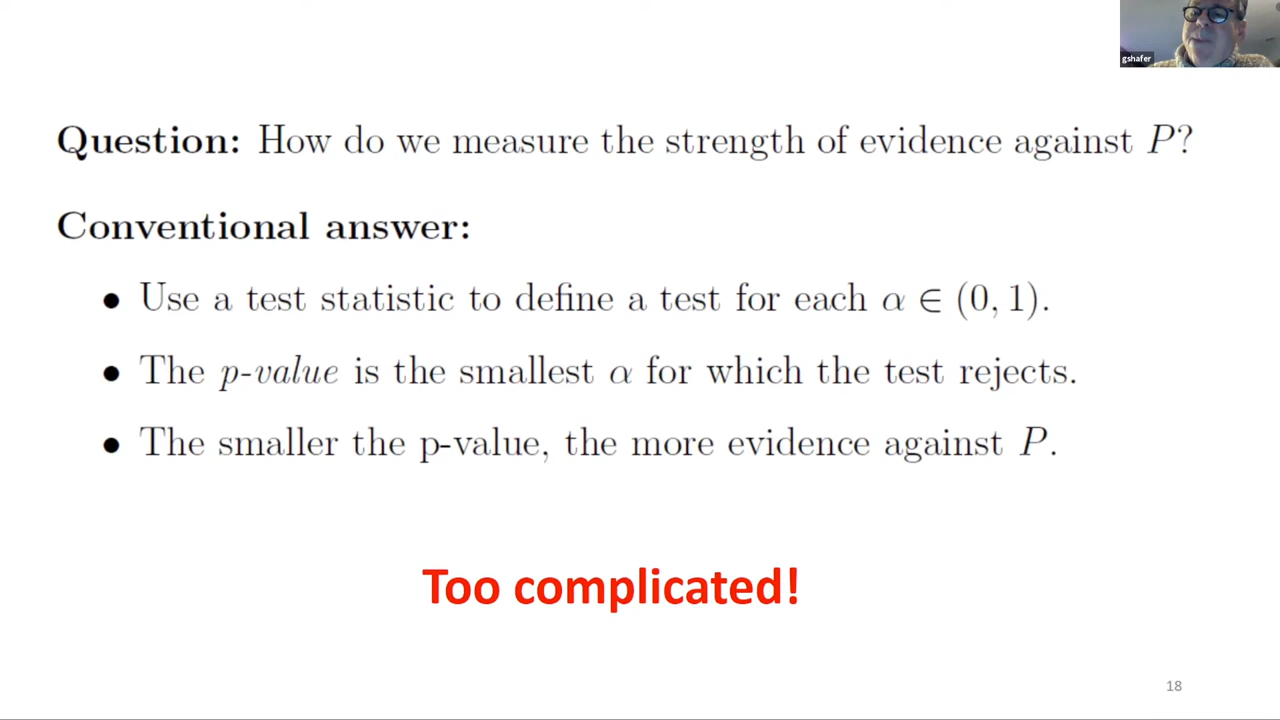 gshafer
Question: How do we measure the strength of evidence against P?
Conventional answer:
• Use a test statistic to define a test for each α ∈ (0, 1).
• The p-value is the smallest α for which the test rejects.
• The smaller the p-value, the more evidence against P.
Too complicated!
18